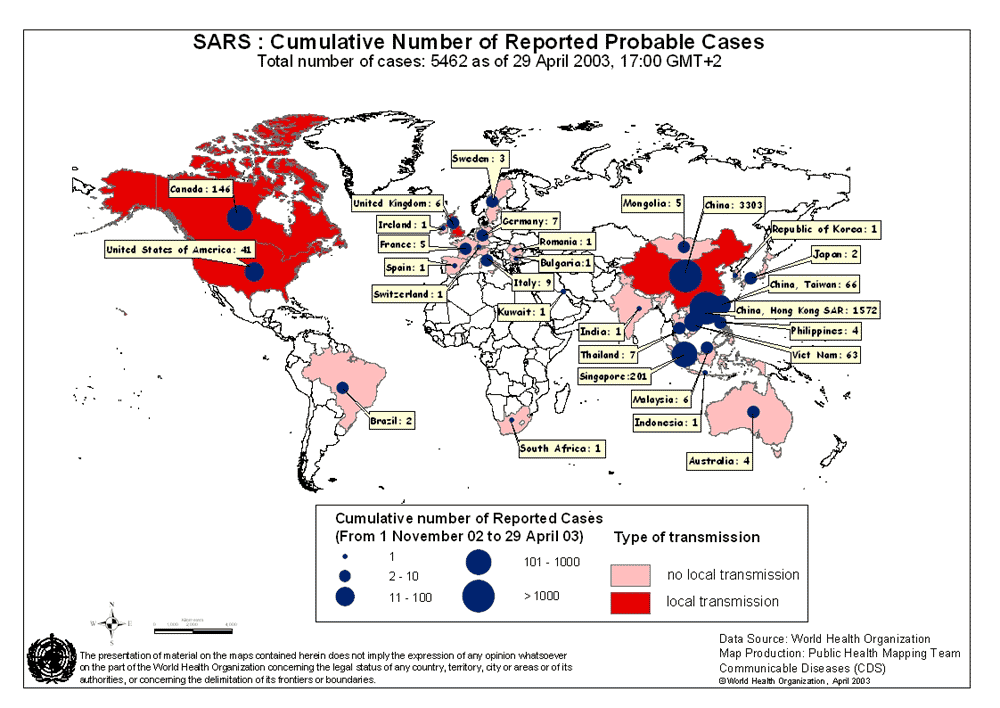 SARS : Cumulative Number of Reported Probable Cases
Total number of cases: 5462 as of 29 April 2003, 17:00 GMT+2
Sweden: 3
Canada: 146
United Kingdom: 6
Mongolia: 5
China: 3303
Ireland: 1
Germany: 7
Republic of Korea: 1
United States of America: 41
France: 5
Romania: 1
Japan: 2
Spain: 1
Bulgaria:1
Italy: 9
China, Taiwan: 66
Switzerland: 1
Kuwait: 1
China, Hong Kong SAR: 1572
India: 1
Philippines: 4
Thailand: 7
Viet Nam: 63
Singapore:201
Malaysia: 6
Brazil: 2
Indonesia: 1
South Africa: 1
Australia: 4
Cumulative number of Reported Cases
(From 1 November 02 to 29 April 03)
1
2 - 10
11 - 100
101 - 1000
> 1000
Type of transmission
no local transmission
local transmission
N
W
E
S
The presentation of material on the maps contained herein does not imply the expression of any opinion whatsoever
on the part of the World Health Organization concerning the legal status of any country, territory, city or areas or of its
authorities, or concerning the delimitation of its frontiers or boundaries.
Data Source: World Health Organization
Map Production: Public Health Mapping Team
Communicable Diseases (CDS)
©World Health Organization, April 2003